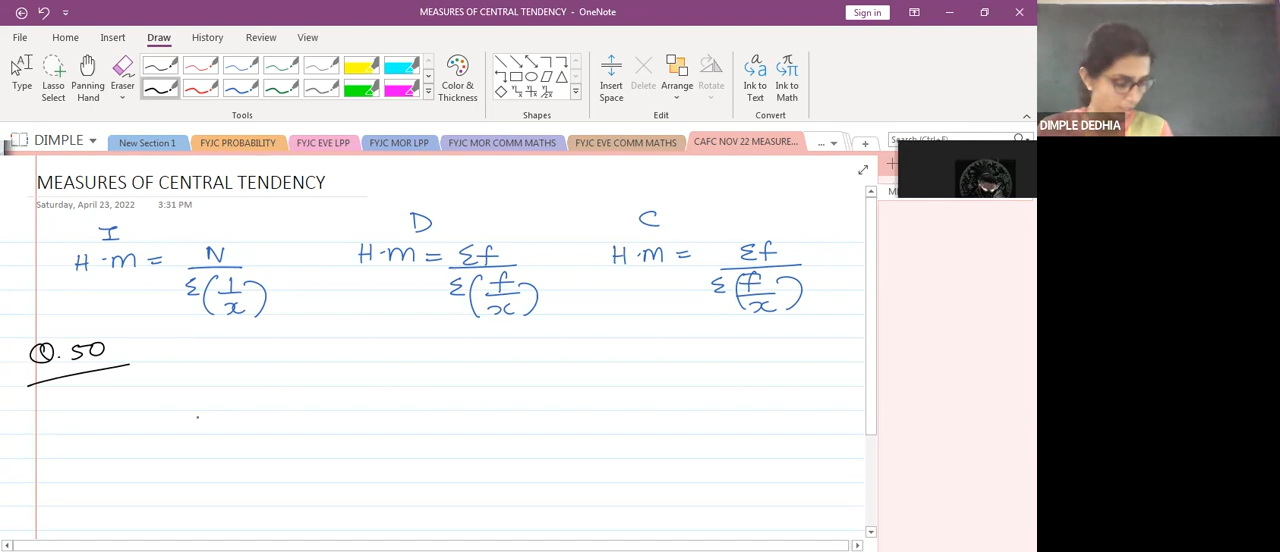 MEASURES OF CENTRAL TENDENCY - OneNote
Sign in
File Home Insert Draw History Review View
Type
Lasso Select
Panning Hand
Eraser
Color & Thickness
Insert Space
Delete
Arrange
Rotate
Ink to Text
Ink to Math
Tools Shapes Edit Convert
DIMPLE DEDHIA
DIMPLE New Section 1 FYJC PROBABILITY FYJC EVE LPP FYJC MOR LPP FYJC MOR COMM MATHS FYJC EVE COMM MATHS CAFC NOV 22 MEASURE... ... Search (Ctrl+E)
MEASURES OF CENTRAL TENDENCY
Saturday, April 23, 2022 3:31 PM
I D C
H.M = N / Σ(1/x) H.M = Σf / Σ(f/x) H.M = Σf / Σ(f/x)
Q. 50